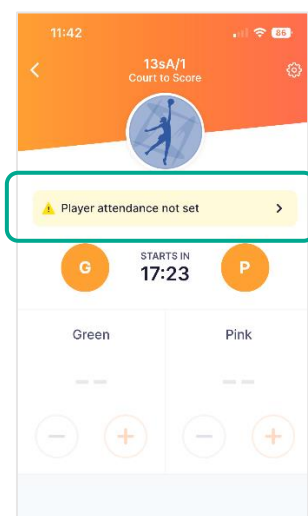 11:42
86
13sA/1
Court to Score
Player attendance not set
G
STARTS IN
17:23
P
Green
Pink